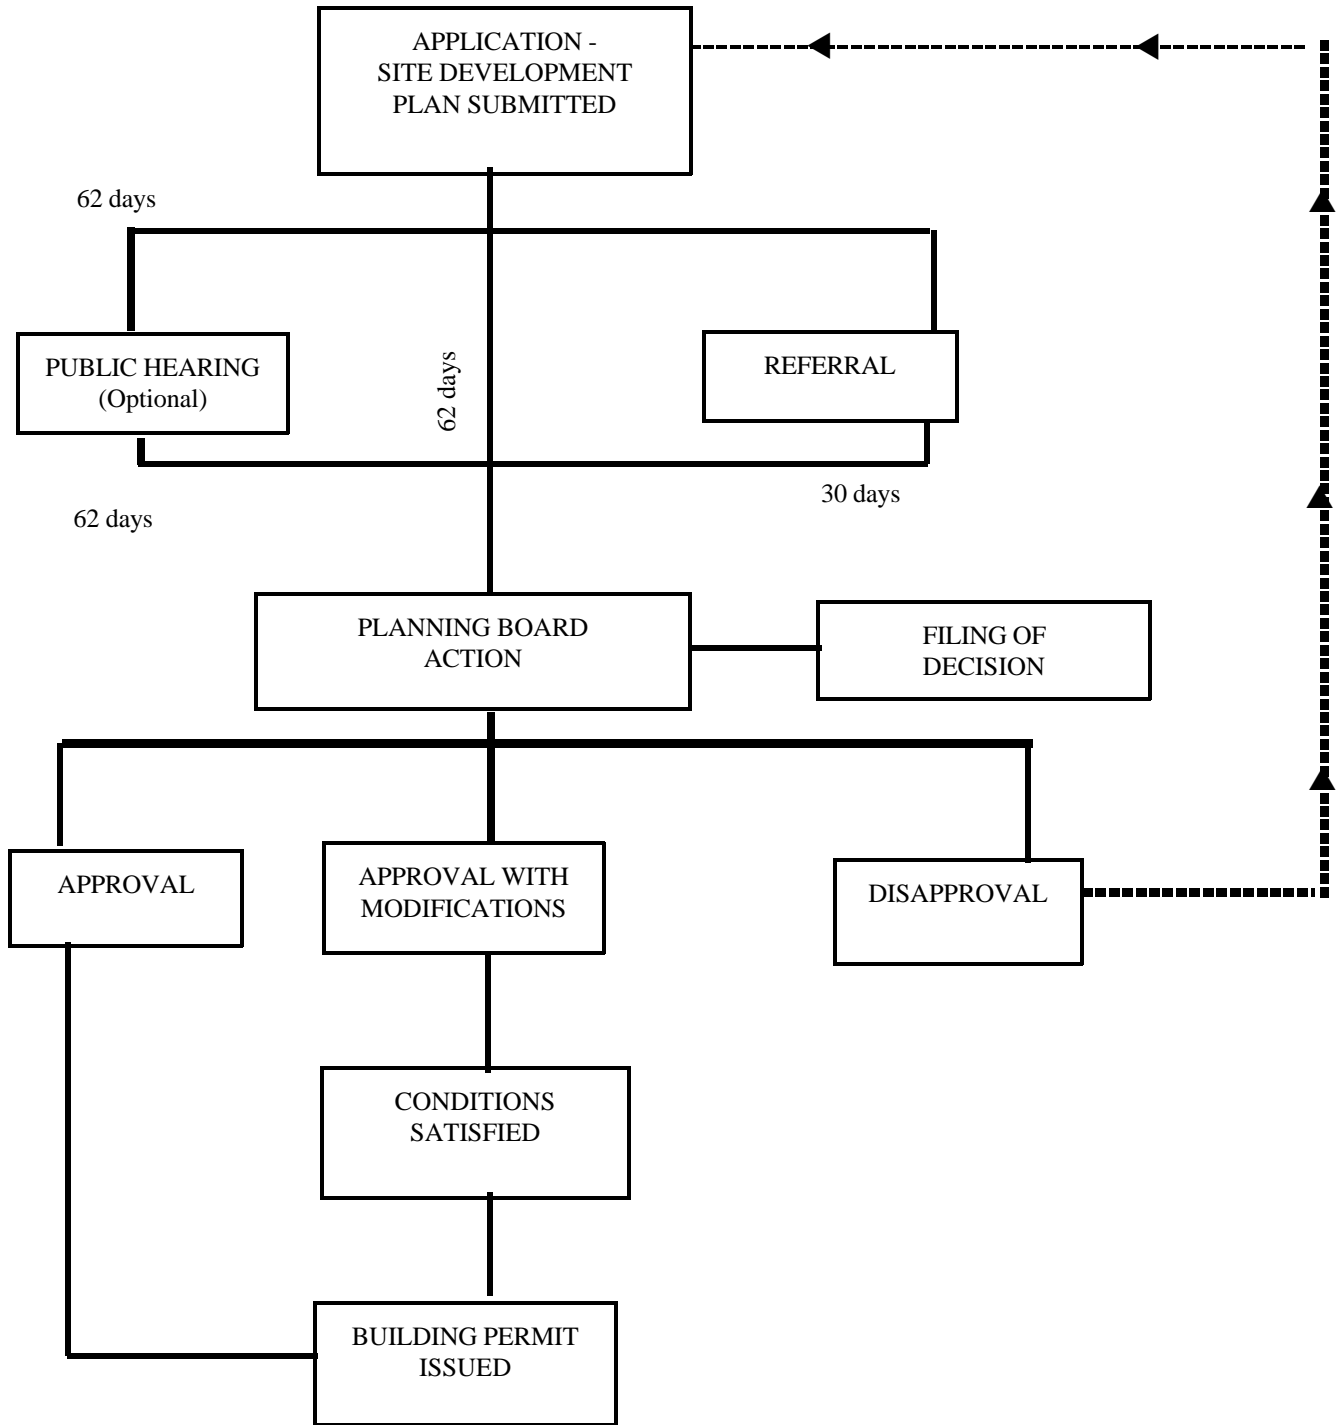 APPLICATION -
SITE DEVELOPMENT
PLAN SUBMITTED
62 days
PUBLIC HEARING
(Optional)
62 days
REFERRAL
62 days
30 days
PLANNING BOARD
ACTION
FILING OF
DECISION
APPROVAL
APPROVAL WITH
MODIFICATIONS
DISAPPROVAL
CONDITIONS
SATISFIED
BUILDING PERMIT
ISSUED